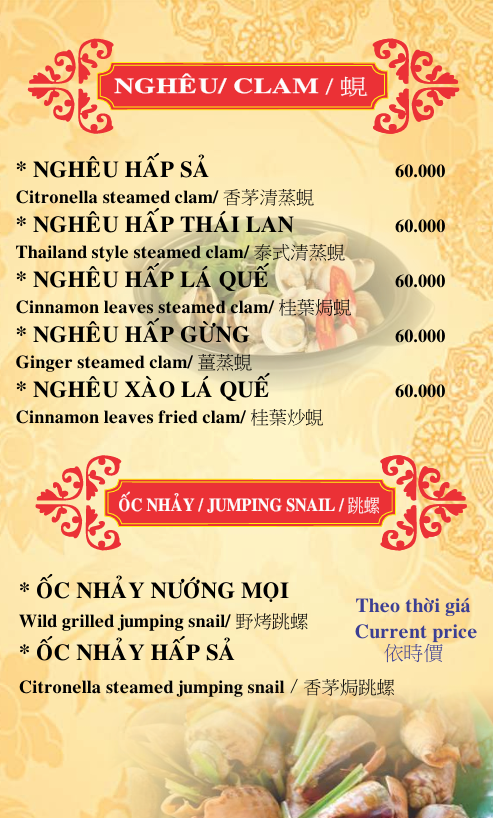 NGHÊU/ CLAM / 蜆
* NGHÊU HẤP SẢ 60.000
Citronella steamed clam/ 香茅清蒸蜆
* NGHÊU HẤP THÁI LAN 60.000
Thailand style steamed clam/ 泰式清蒸蜆
* NGHÊU HẤP LÁ QUẾ 60.000
Cinnamon leaves steamed clam/ 桂葉焗蜆
* NGHÊU HẤP GỪNG 60.000
Ginger steamed clam/ 薑蒸蜆
* NGHÊU XÀO LÁ QUẾ 60.000
Cinnamon leaves fried clam/ 桂葉炒蜆
ỐC NHẢY / JUMPING SNAIL / 跳螺
* ỐC NHẢY NƯỚNG MỌI
Wild grilled jumping snail/ 野烤跳螺
* ỐC NHẢY HẤP SẢ
Citronella steamed jumping snail / 香茅焗跳螺
Theo thời giá
Current price
依時價